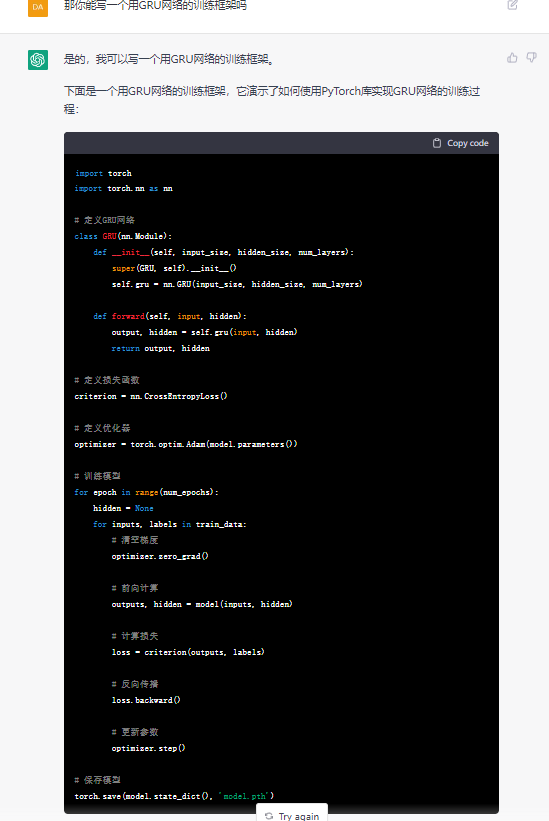 DA
那你能写一个用GRU网络的训练框架吗
是的，我可以写一个用GRU网络的训练框架。
下面是一个用GRU网络的训练框架，它演示了如何使用PyTorch库实现GRU网络的训练过
程：
Copy code
import torch
import torch.nn as nn
# 定义GRU网络
class GRU(nn.Module):
    def __init__(self, input_size, hidden_size, num_layers):
        super(GRU, self).__init__()
        self.gru = nn.GRU(input_size, hidden_size, num_layers)
    def forward(self, input, hidden):
        output, hidden = self.gru(input, hidden)
        return output, hidden
# 定义损失函数
criterion = nn.CrossEntropyLoss()
# 定义优化器
optimizer = torch.optim.Adam(model.parameters())
# 训练模型
for epoch in range(num_epochs):
    hidden = None
    for inputs, labels in train_data:
        # 清空梯度
        optimizer.zero_grad()
        # 前向计算
        outputs, hidden = model(inputs, hidden)
        # 计算损失
        loss = criterion(outputs, labels)
        # 反向传播
        loss.backward()
        # 更新参数
        optimizer.step()
# 保存模型
torch.save(model.state_dict(), 'model.pth')
Try again